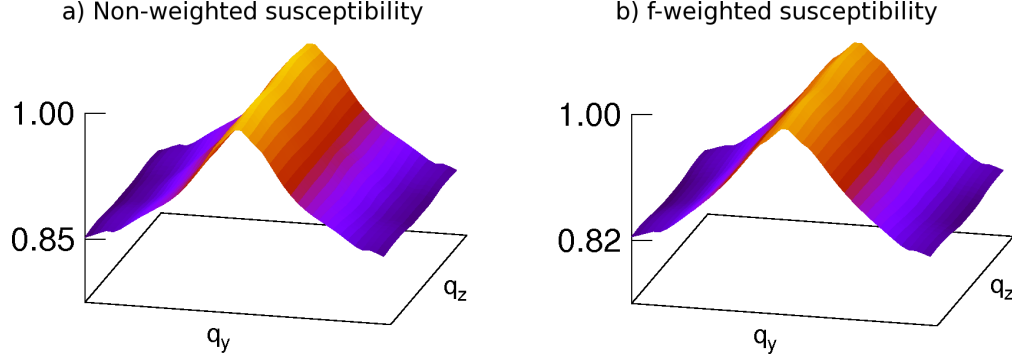 a) Non-weighted susceptibility
1.00
0.85
q_y
q_z
b) f-weighted susceptibility
1.00
0.82
q_y
q_z